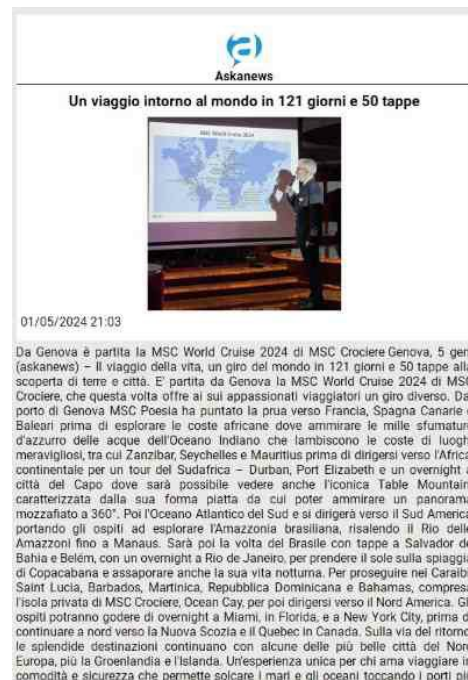 Askanews
Un viaggio intorno al mondo in 121 giorni e 50 tappe
MSC World Cruise 2024
01/05/2024 21:03
Da Genova è partita la MSC World Cruise 2024 di MSC Crociere Genova, 5 gen
(askanews) – Il viaggio della vita, un giro del mondo in 121 giorni e 50 tappe alla
scoperta di terre e città. E' partita da Genova la MSC World Cruise 2024 di MSC
Crociere, che questa volta offre ai sui appassionati viaggiatori un giro diverso. Dal
porto di Genova MSC Poesia ha puntato la prua verso Francia, Spagna Canarie e
Baleari prima di esplorare le coste africane dove ammirare le mille sfumature
d'azzurro delle acque dell'Oceano Indiano che lambiscono le coste di luoghi
meravigliosi, tra cui Zanzibar, Seychelles e Mauritius prima di dirigersi verso l'Africa
continentale per un tour del Sudafrica – Durban, Port Elizabeth e un overnight a
città del Capo dove sarà possibile vedere anche l'iconica Table Mountain
caratterizzata dalla sua forma piatta da cui poter ammirare un panorama
mozzafiato a 360°. Poi l'Oceano Atlantico del Sud e si dirigerà verso il Sud America
portando gli ospiti ad esplorare l'Amazzonia brasiliana, risalendo il Rio delle
Amazzoni fino a Manaus. Sarà poi la volta del Brasile con tappe a Salvador de
Bahia e Belém, con un overnight a Rio de Janeiro, per prendere il sole sulla spiaggia
di Copacabana e assaporare anche la sua vita notturna. Per proseguire nei Caraibi,
Saint Lucia, Barbados, Martinica, Repubblica Dominicana e Bahamas, compresa
l'isola privata di MSC Crociere, Ocean Cay, per poi dirigersi verso il Nord America. Gli
ospiti potranno godere di overnight a Miami, in Florida, e a New York City, prima di
continuare a nord verso la Nuova Scozia e il Quebec in Canada. Sulla via del ritorno
le splendide destinazioni continuano con alcune delle più belle città del Nord
Europa, più la Groenlandia e l'Islanda. Un'esperienza unica per chi ama viaggiare in
comodità e sicurezza che permette solcare i mari e gli oceani toccando i porti più